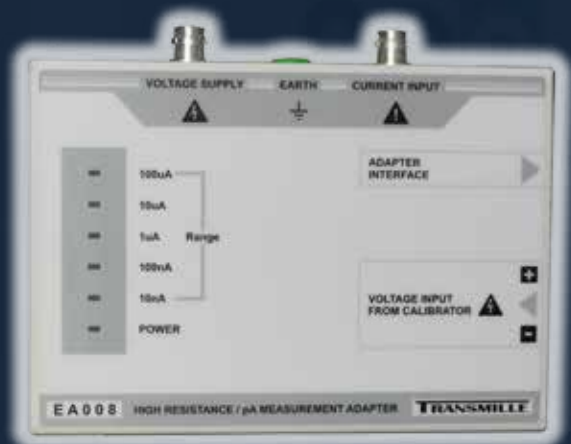 VOLTAGE SUPPLY EARTH CURRENT INPUT
ADAPTER
INTERFACE
100uA
10uA
1uA Range
100nA
10nA
POWER
+
VOLTAGE INPUT
FROM CALIBRATOR
-
EA008 HIGH RESISTANCE / pA MEASUREMENT ADAPTER TRANSMILLE